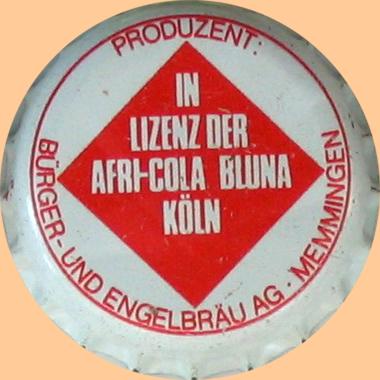 PRODUZENT:
IN
LIZENZ DER
AFRI-COLA BLUNA
KÖLN
BÜRGER- UND ENGELBRÄU AG · MEMMINGEN